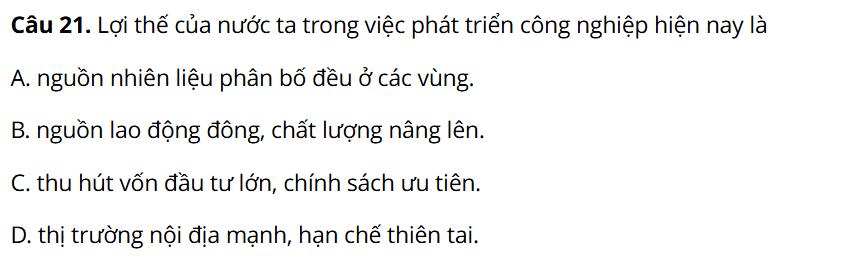 Câu 21. Lợi thế của nước ta trong việc phát triển công nghiệp hiện nay là
A. nguồn nhiên liệu phân bố đều ở các vùng.
B. nguồn lao động đông, chất lượng nâng lên.
C. thu hút vốn đầu tư lớn, chính sách ưu tiên.
D. thị trường nội địa mạnh, hạn chế thiên tai.